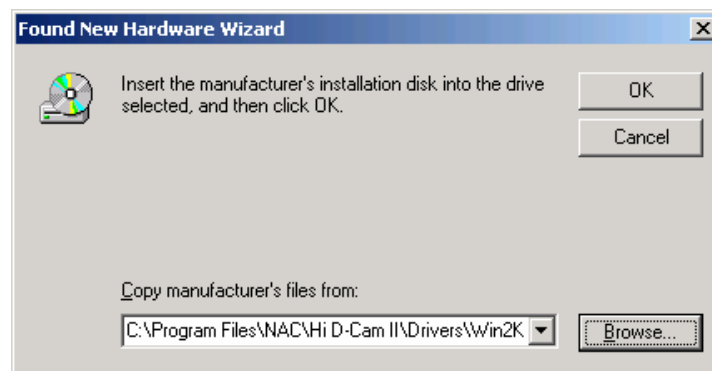 Found New Hardware Wizard
Insert the manufacturer's installation disk into the drive
selected, and then click OK.
OK
Cancel
Copy manufacturer's files from:
C:\Program Files\NAC\Hi D-Cam II\Drivers\Win2K
Browse...